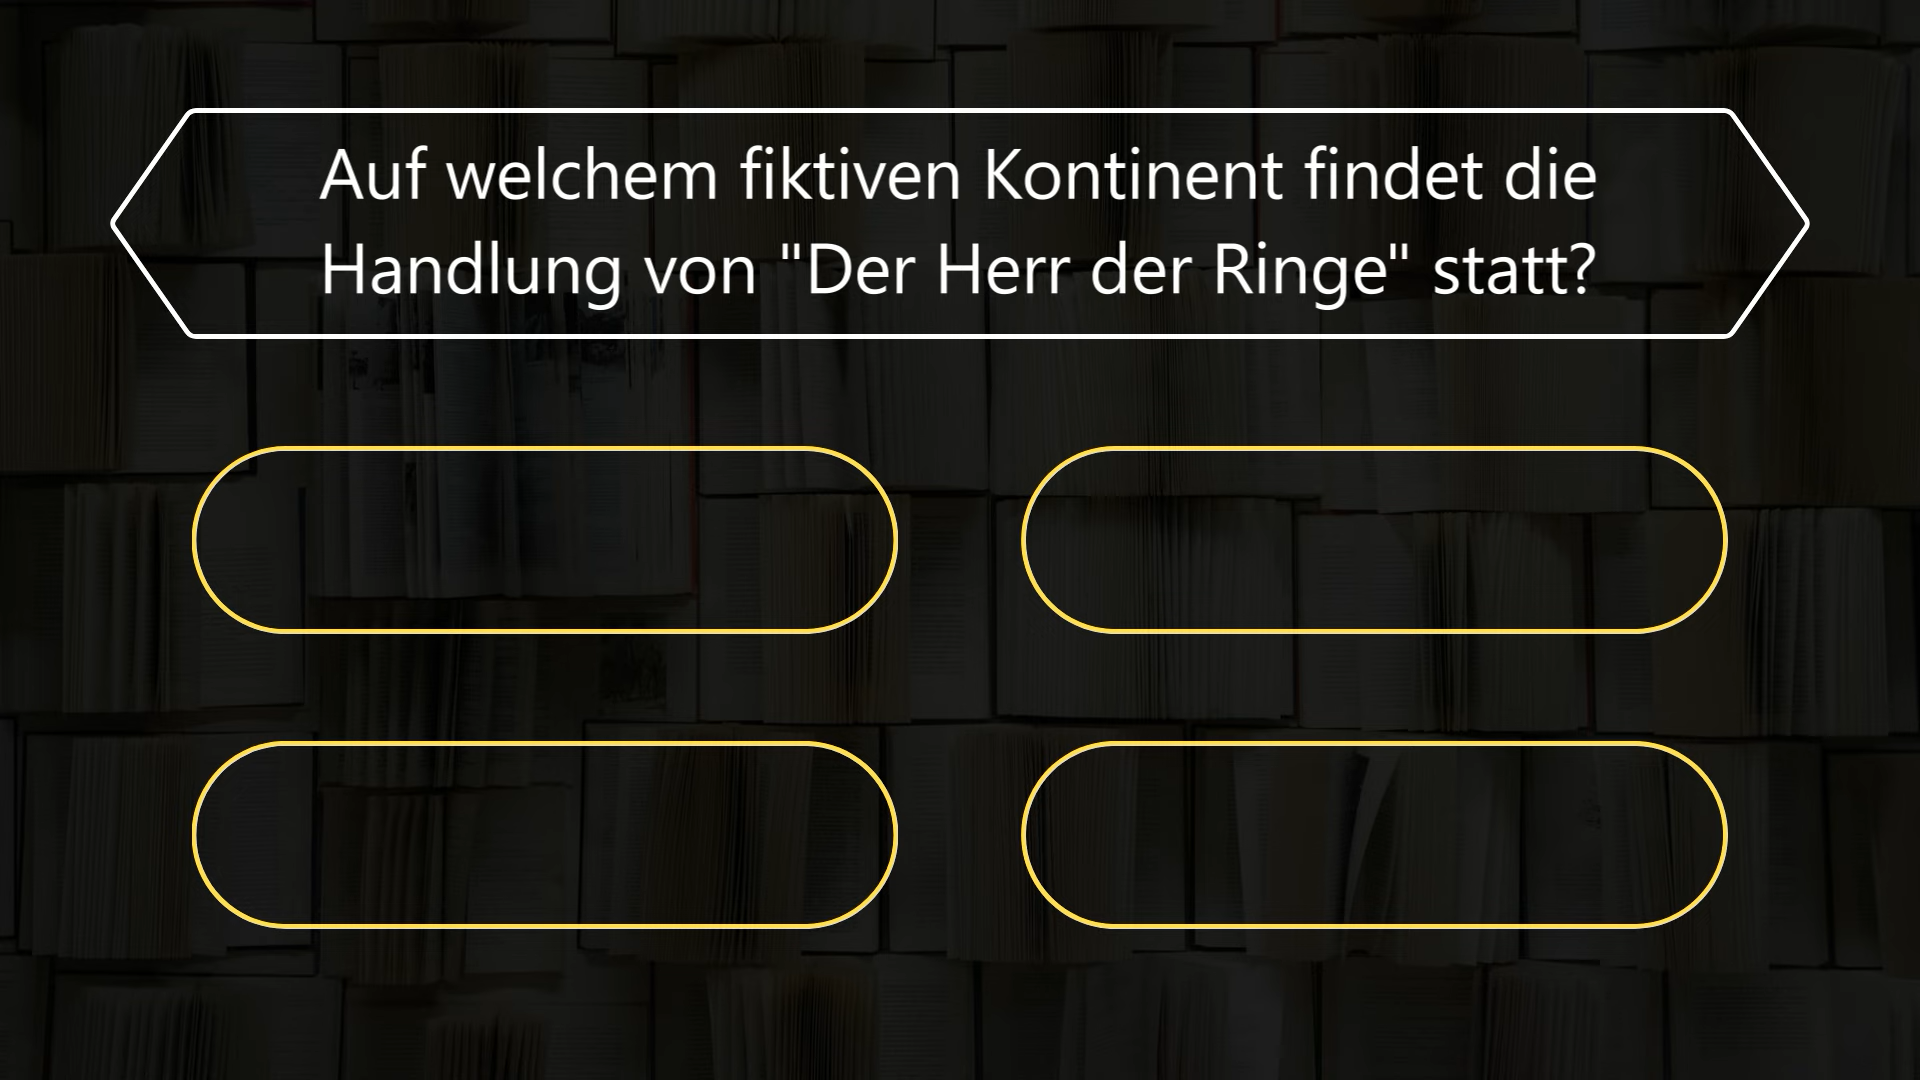 Auf welchem fiktiven Kontinent findet die
Handlung von "Der Herr der Ringe" statt?